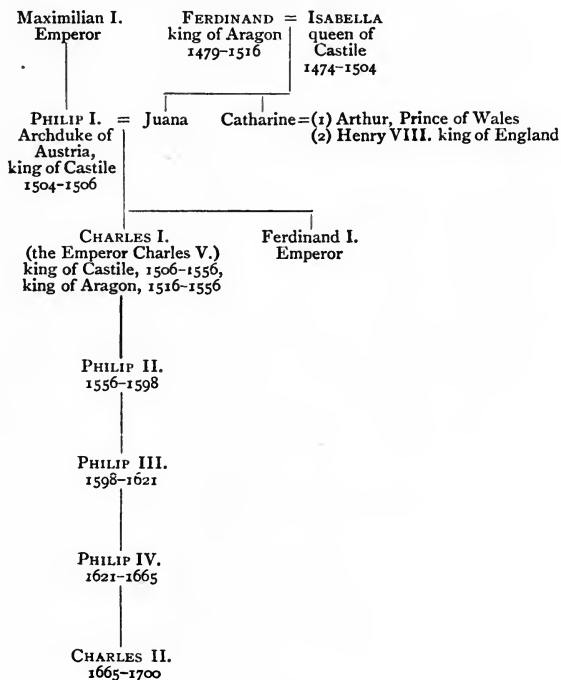 Maximilian I.
Emperor
FERDINAND = ISABELLA
king of Aragon
1479–1516
queen of
Castile
1474–1504
PHILIP I. = Juana
Archduke of
Austria,
king of Castile
1504–1506
Catharine=(1) Arthur, Prince of Wales
(2) Henry VIII. king of England
CHARLES I.
(the Emperor Charles V.)
king of Castile, 1506–1556,
king of Aragon, 1516–1556
Ferdinand I.
Emperor
PHILIP II.
1556–1598
PHILIP III.
1598–1621
PHILIP IV.
1621–1665
CHARLES II.
1665–1700